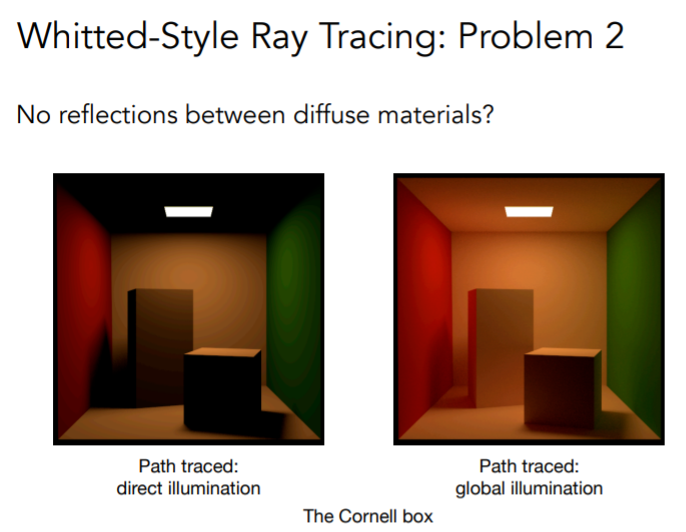 Whitted-Style Ray Tracing: Problem 2
No reflections between diffuse materials?
Path traced:
direct illumination
Path traced:
global illumination
The Cornell box